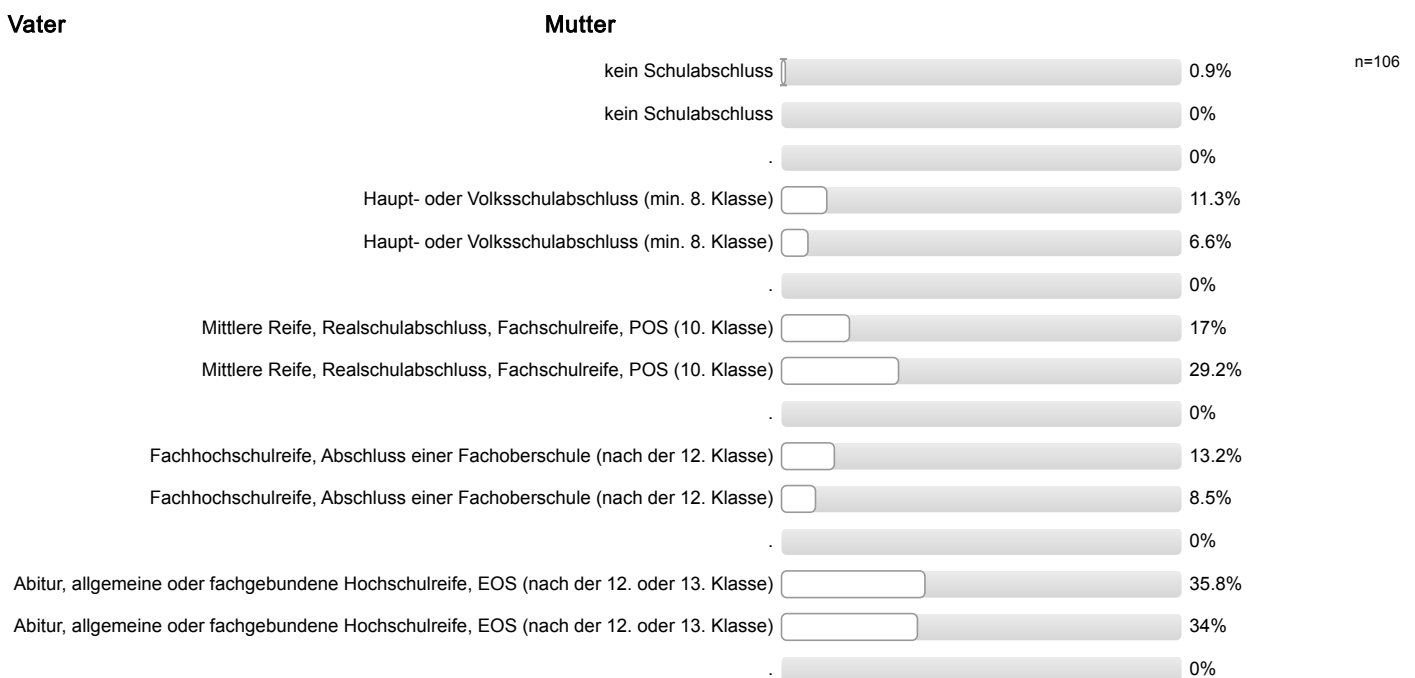 Vater Mutter
n=106
kein Schulabschluss 0.9%
kein Schulabschluss 0%
. 0%
Haupt- oder Volksschulabschluss (min. 8. Klasse) 11.3%
Haupt- oder Volksschulabschluss (min. 8. Klasse) 6.6%
. 0%
Mittlere Reife, Realschulabschluss, Fachschulreife, POS (10. Klasse) 17%
Mittlere Reife, Realschulabschluss, Fachschulreife, POS (10. Klasse) 29.2%
. 0%
Fachhochschulreife, Abschluss einer Fachoberschule (nach der 12. Klasse) 13.2%
Fachhochschulreife, Abschluss einer Fachoberschule (nach der 12. Klasse) 8.5%
. 0%
Abitur, allgemeine oder fachgebundene Hochschulreife, EOS (nach der 12. oder 13. Klasse) 35.8%
Abitur, allgemeine oder fachgebundene Hochschulreife, EOS (nach der 12. oder 13. Klasse) 34%
. 0%